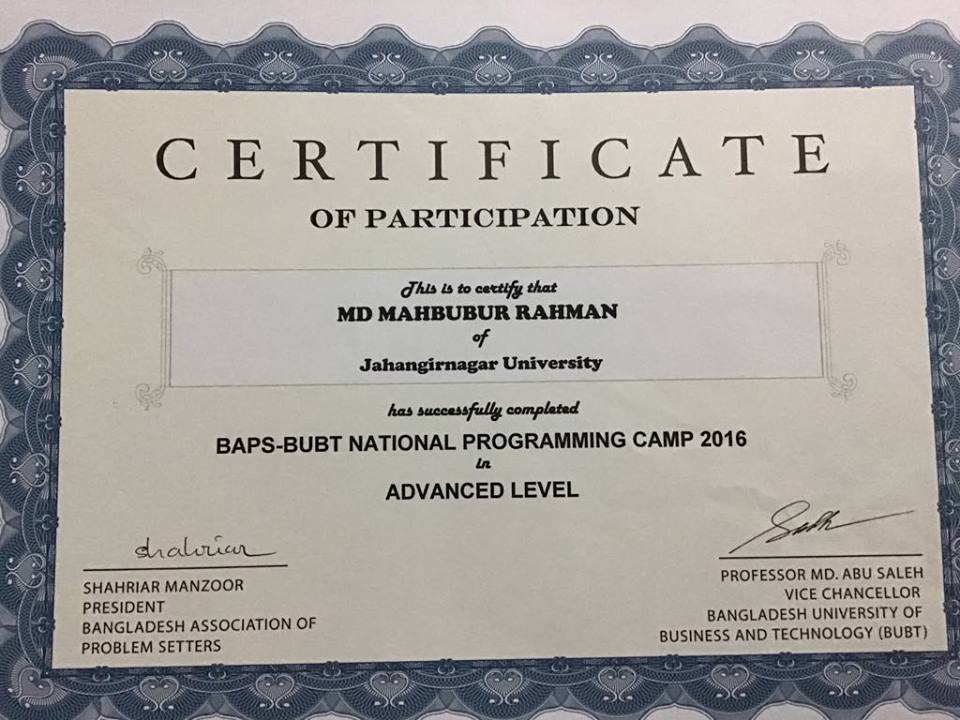 CERTIFICATE
OF PARTICIPATION
This is to certify that
MD MAHBUBUR RAHMAN
of
Jahangirnagar University
has successfully completed
BAPS-BUBT NATIONAL PROGRAMMING CAMP 2016
in
ADVANCED LEVEL
shahriar
SHAHRIAR MANZOOR
PRESIDENT
BANGLADESH ASSOCIATION OF
PROBLEM SETTERS
PROFESSOR MD. ABU SALEH
VICE CHANCELLOR
BANGLADESH UNIVERSITY OF
BUSINESS AND TECHNOLOGY (BUBT)